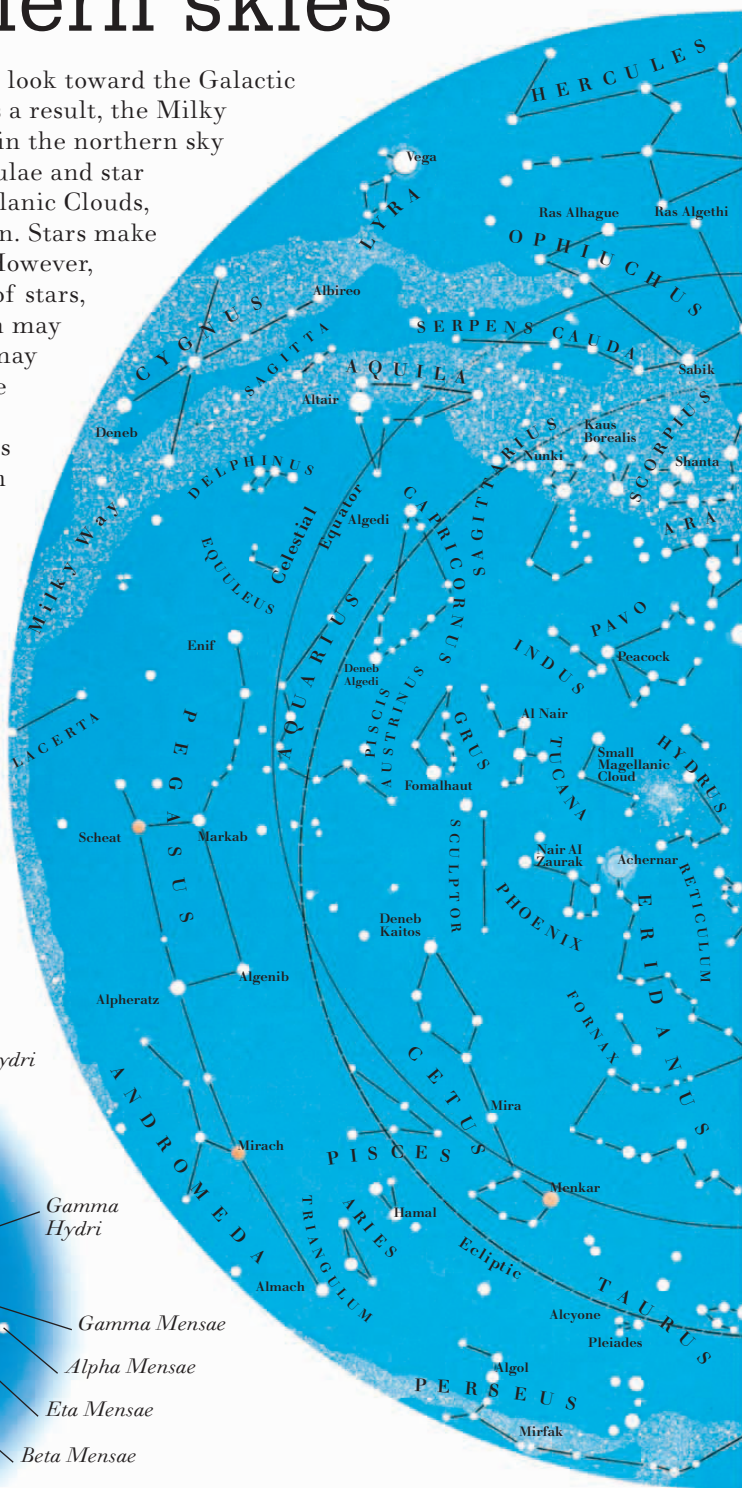 skies
look toward the Galactic
a result, the Milky
in the northern sky
and star
Clouds,
Stars make
However,
of stars,
may
HERCULES
Vega
LYRA
Ras Alhague
Ras Algethi
OPHIUCHUS
Albireo
CYGNUS
SERPENS CAUDA
SAGITTA
AQUILA
Sabik
Altair
Deneb
Kaus
Borealis
Nunki
SCORPIUS
Shanta
DELPHINUS
SAGITTARIUS
CAPRICORNUS
ARA
Milky Way
Celestial
Equator
Algedi
EQUULEUS
AQUARIUS
PAVO
Enif
Deneb
Algedi
INDUS
Peacock
PISCIS
AUSTRINUS
LACERTA
PEGASUS
GRUS
Al Nair
TUCANA
Small
Magellanic
Cloud
HYDRUS
Fomalhaut
Scheat
Markab
SCULPTOR
Nair Al
Zaurak
Achernar
RETICULUM
PHOENIX
ERIDANUS
Deneb
Kaitos
Algenib
Alpheratz
FORNAX
CETUS
ANDROMEDA
Mira
Mirach
PISCES
Menkar
TRIANGULUM
ARIES
Hamal
Ecliptic
Almach
TAURUS
Alcyone
Pleiades
Algol
PERSEUS
Mirfak
Gamma
Hydri
Gamma Mensae
Alpha Mensae
Eta Mensae
Beta Mensae